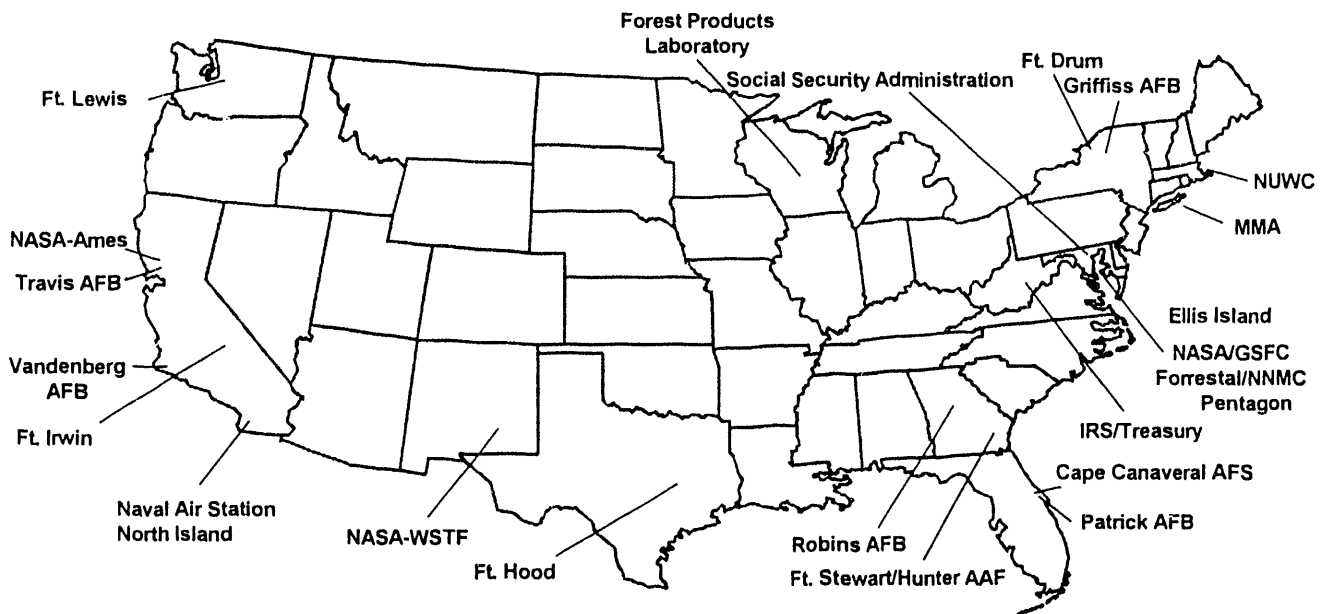 Forest Products
Laboratory
Social Security Administration
Ft. Drum
Griffiss AFB
Ft. Lewis
NUWC
MMA
NASA-Ames
Travis AFB
Ellis Island
Vandenberg
AFB
NASA/GSFC
Forrestal/NNMC
Pentagon
Ft. Irwin
IRS/Treasury
Cape Canaveral AFS
Patrick AFB
Naval Air Station
North Island
NASA-WSTF
Ft. Hood
Robins AFB
Ft. Stewart/Hunter AAF